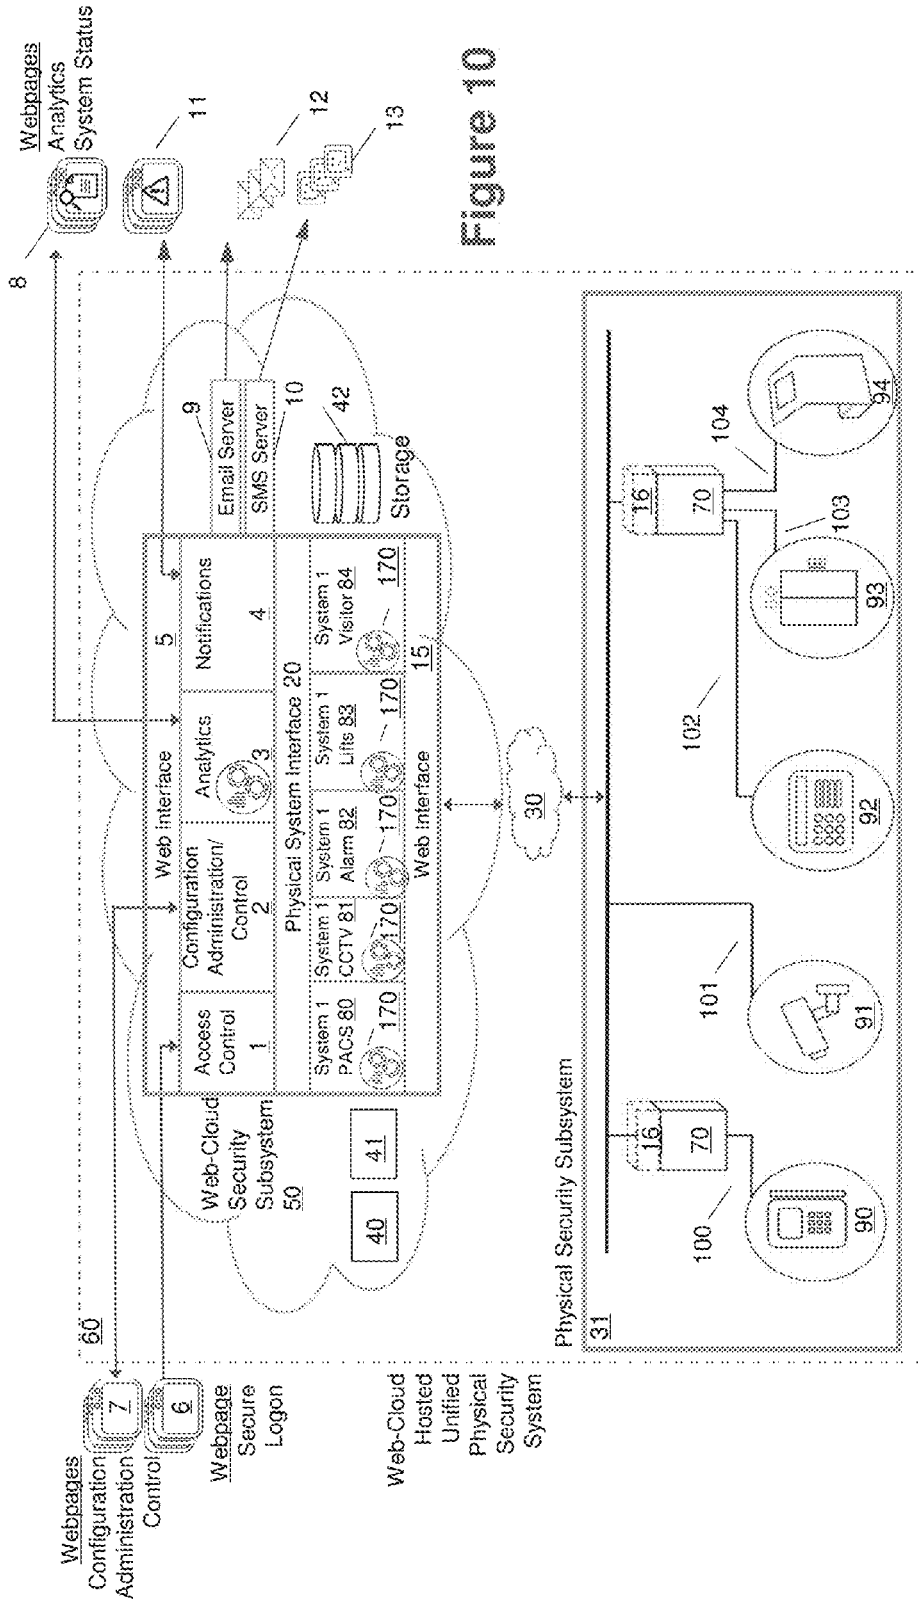 Webpages
Configuration
Administration
Control
7
6
Webpage
Secure
Logon
Web-Cloud
Hosted
Unified
Physical
Security
System
60
Web-Cloud
Security
Subsystem
50
40
41
Web Interface
5
Access
Control
1
Configuration
Administration/
Control
2
Analytics
3
Notifications
4
Physical System Interface 20
System 1
PACS 80
170
System 1
CCTV 81
170
System 1
Alarm 82
170
System 1
Lifts 83
170
System 1
Visitor 84
170
Web Interface
15
9
Email Server
SMS Server
10
42
Storage
8
Webpages
Analytics
System Status
11
12
13
Figure 10
30
Physical Security Subsystem
31
16
70
100
90
101
91
102
92
16
70
103
93
104
94